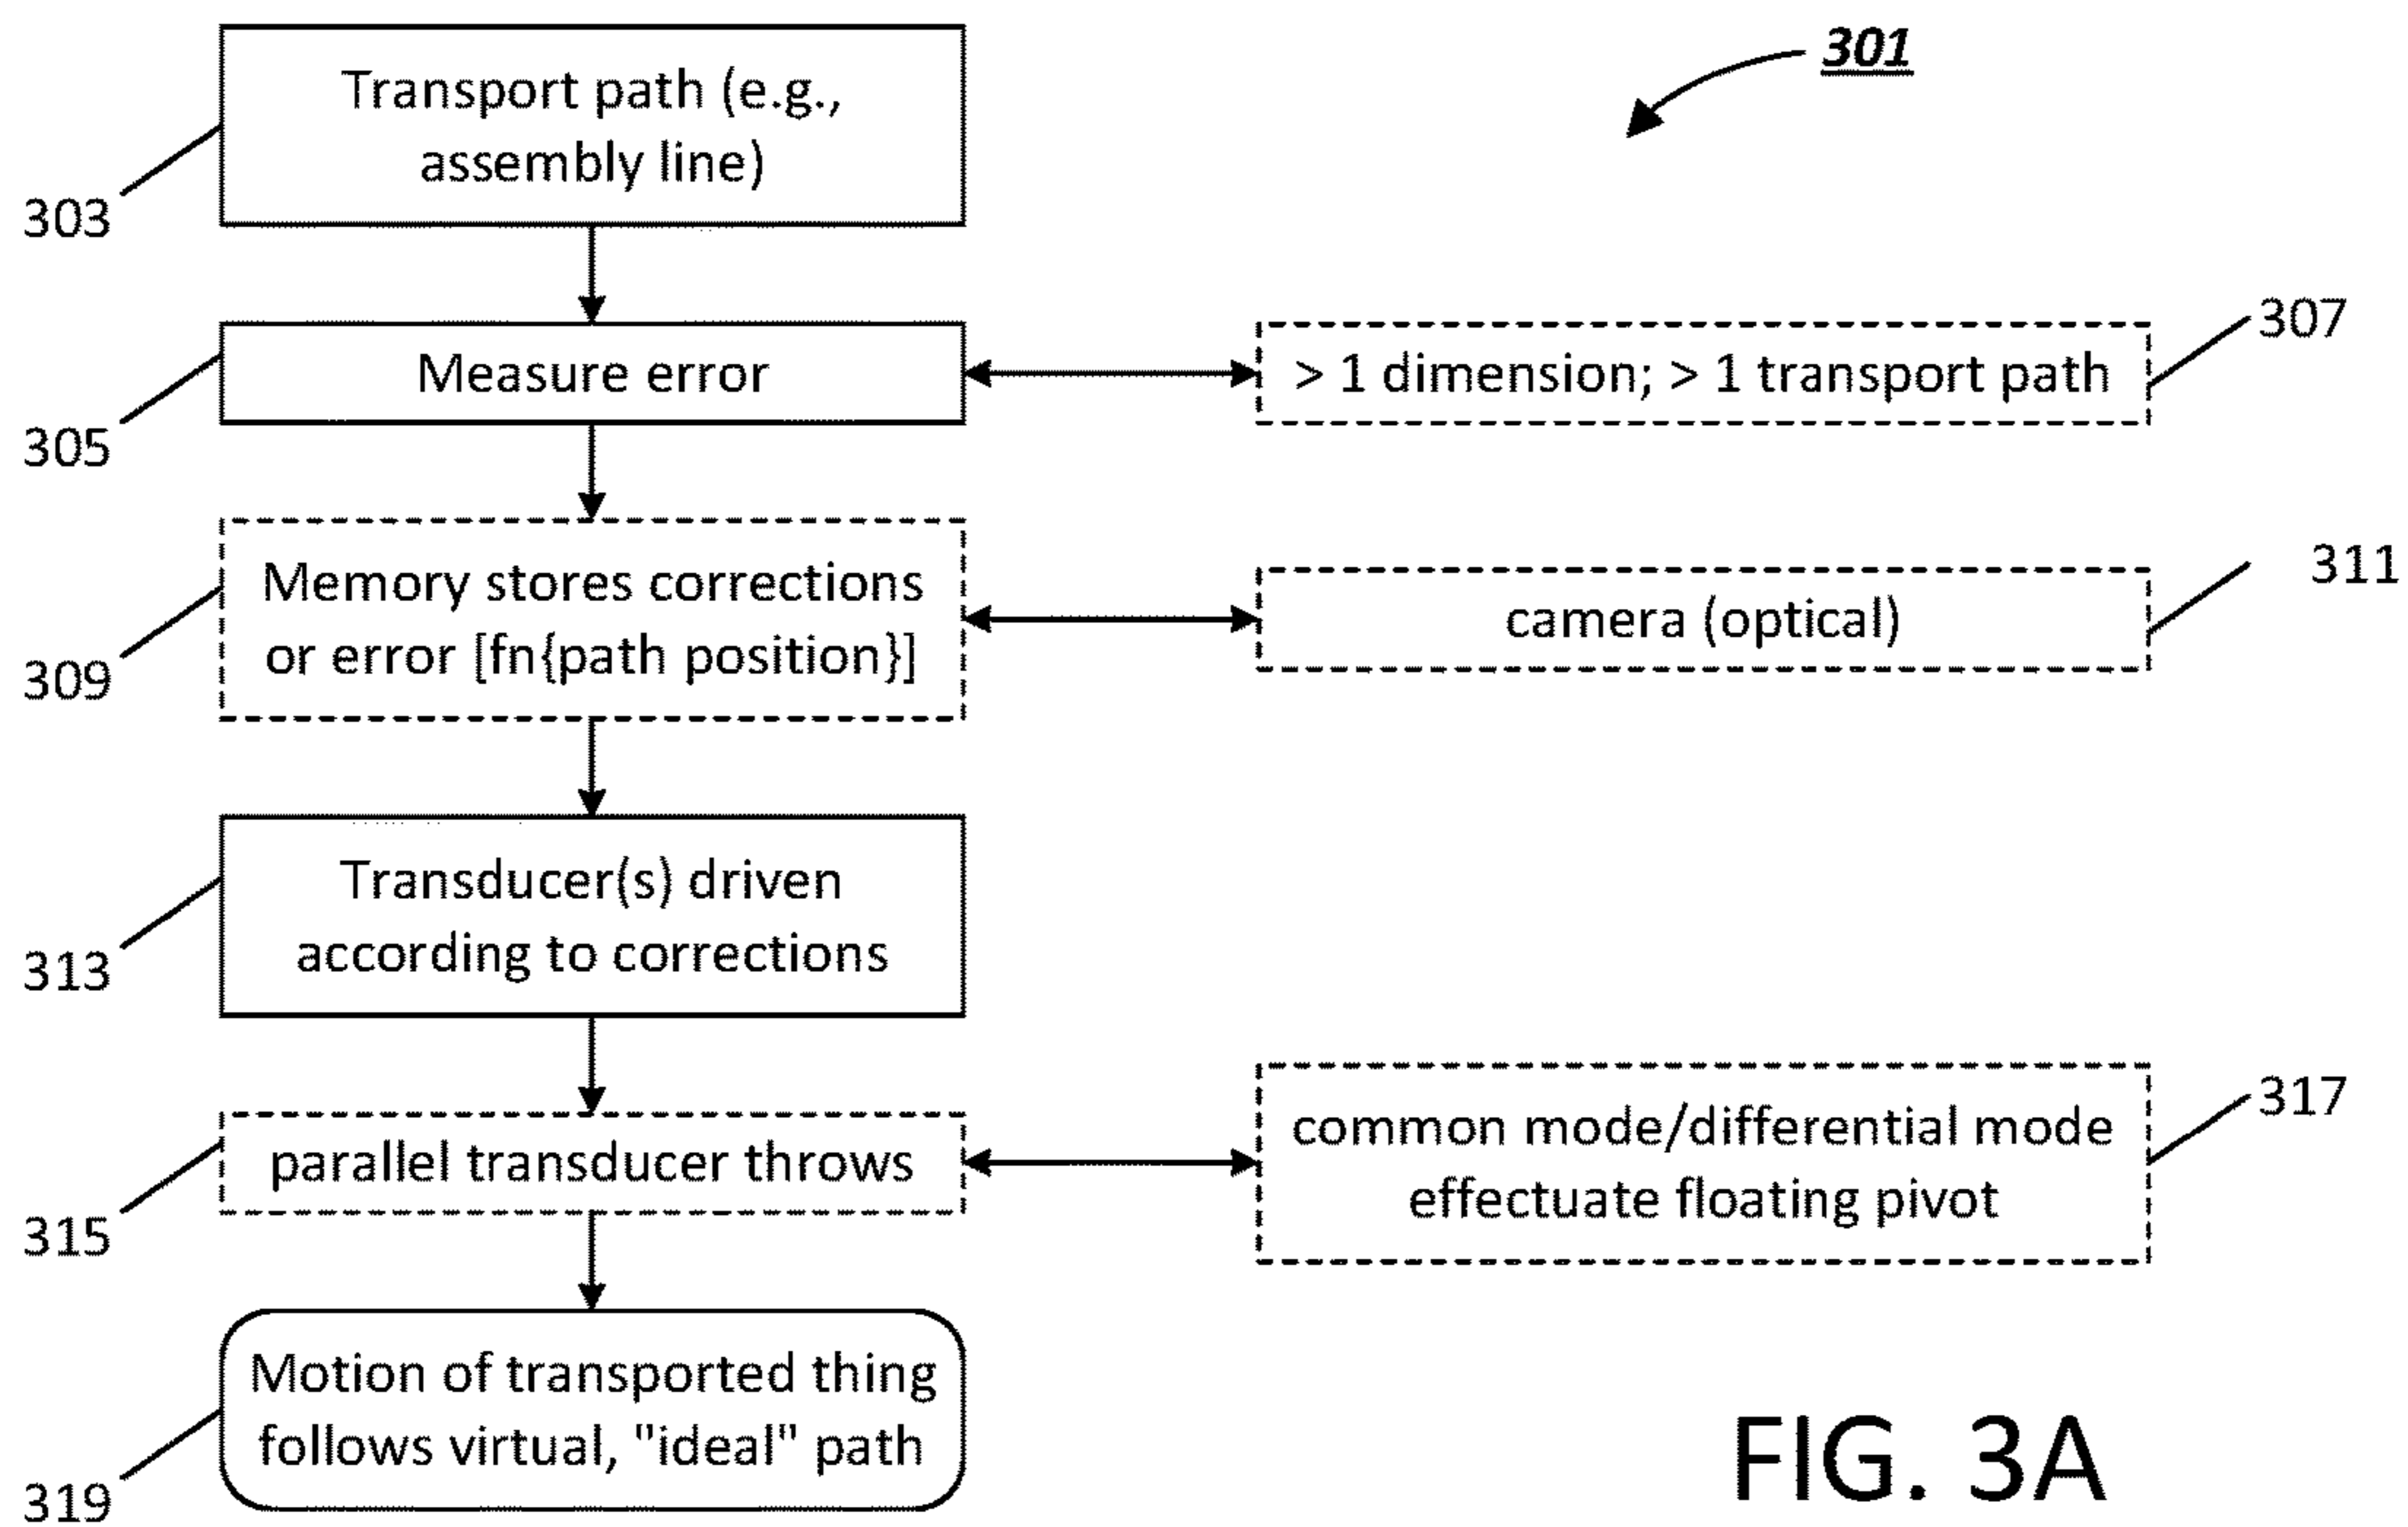 301
Transport path (e.g.,
assembly line)
303
Measure error
305
> 1 dimension; > 1 transport path
307
Memory stores corrections
or error [fn{path position}]
309
camera (optical)
311
Transducer(s) driven
according to corrections
313
parallel transducer throws
315
common mode/differential mode
effectuate floating pivot
317
Motion of transported thing
follows virtual, "ideal" path
319
FIG. 3A